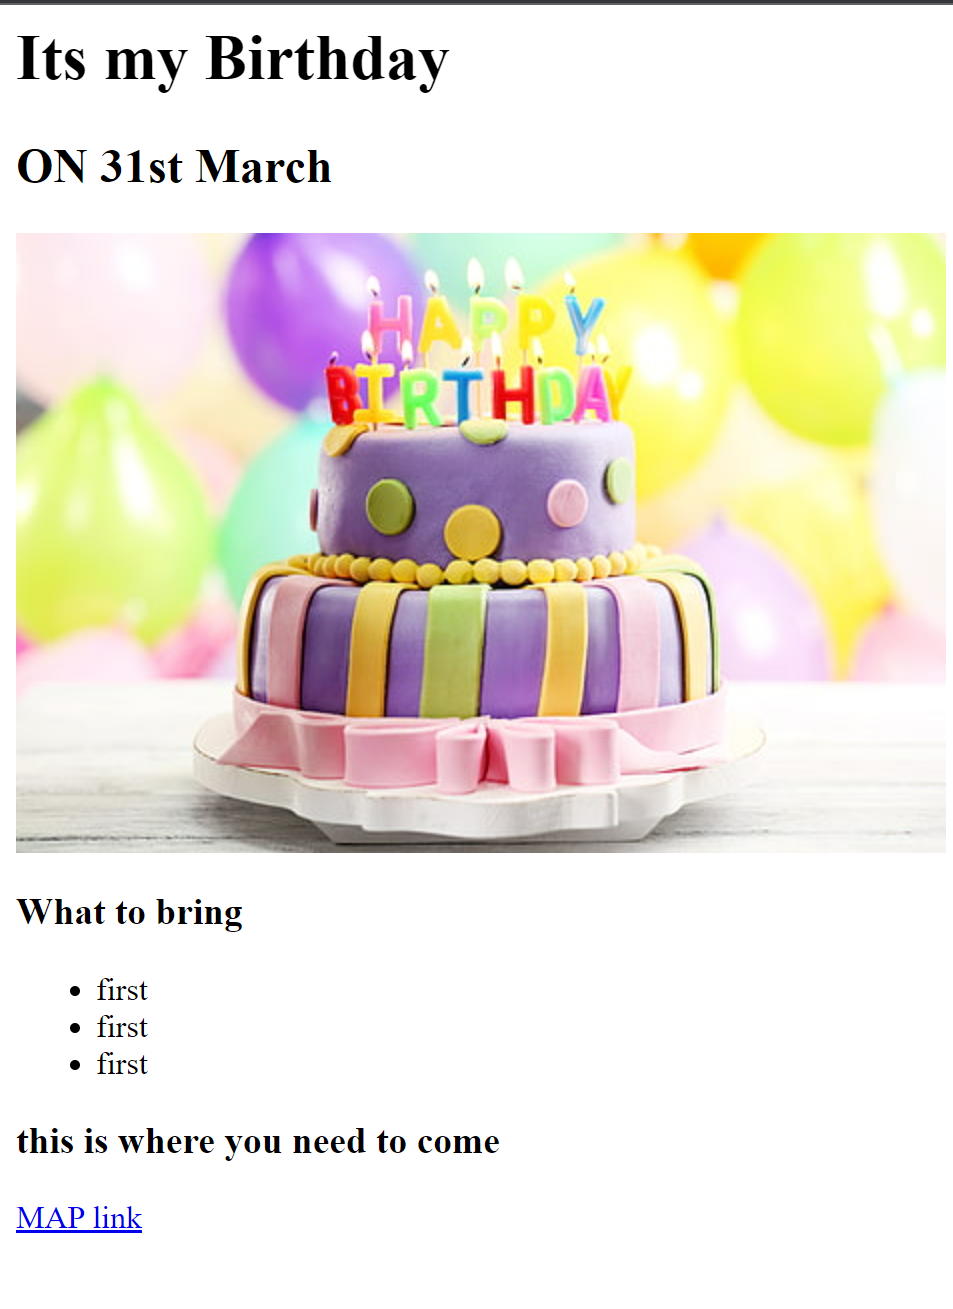 Its my Birthday
ON 31st March
HAPPY
BIRTHDAY
What to bring
first
first
first
this is where you need to come
MAP link